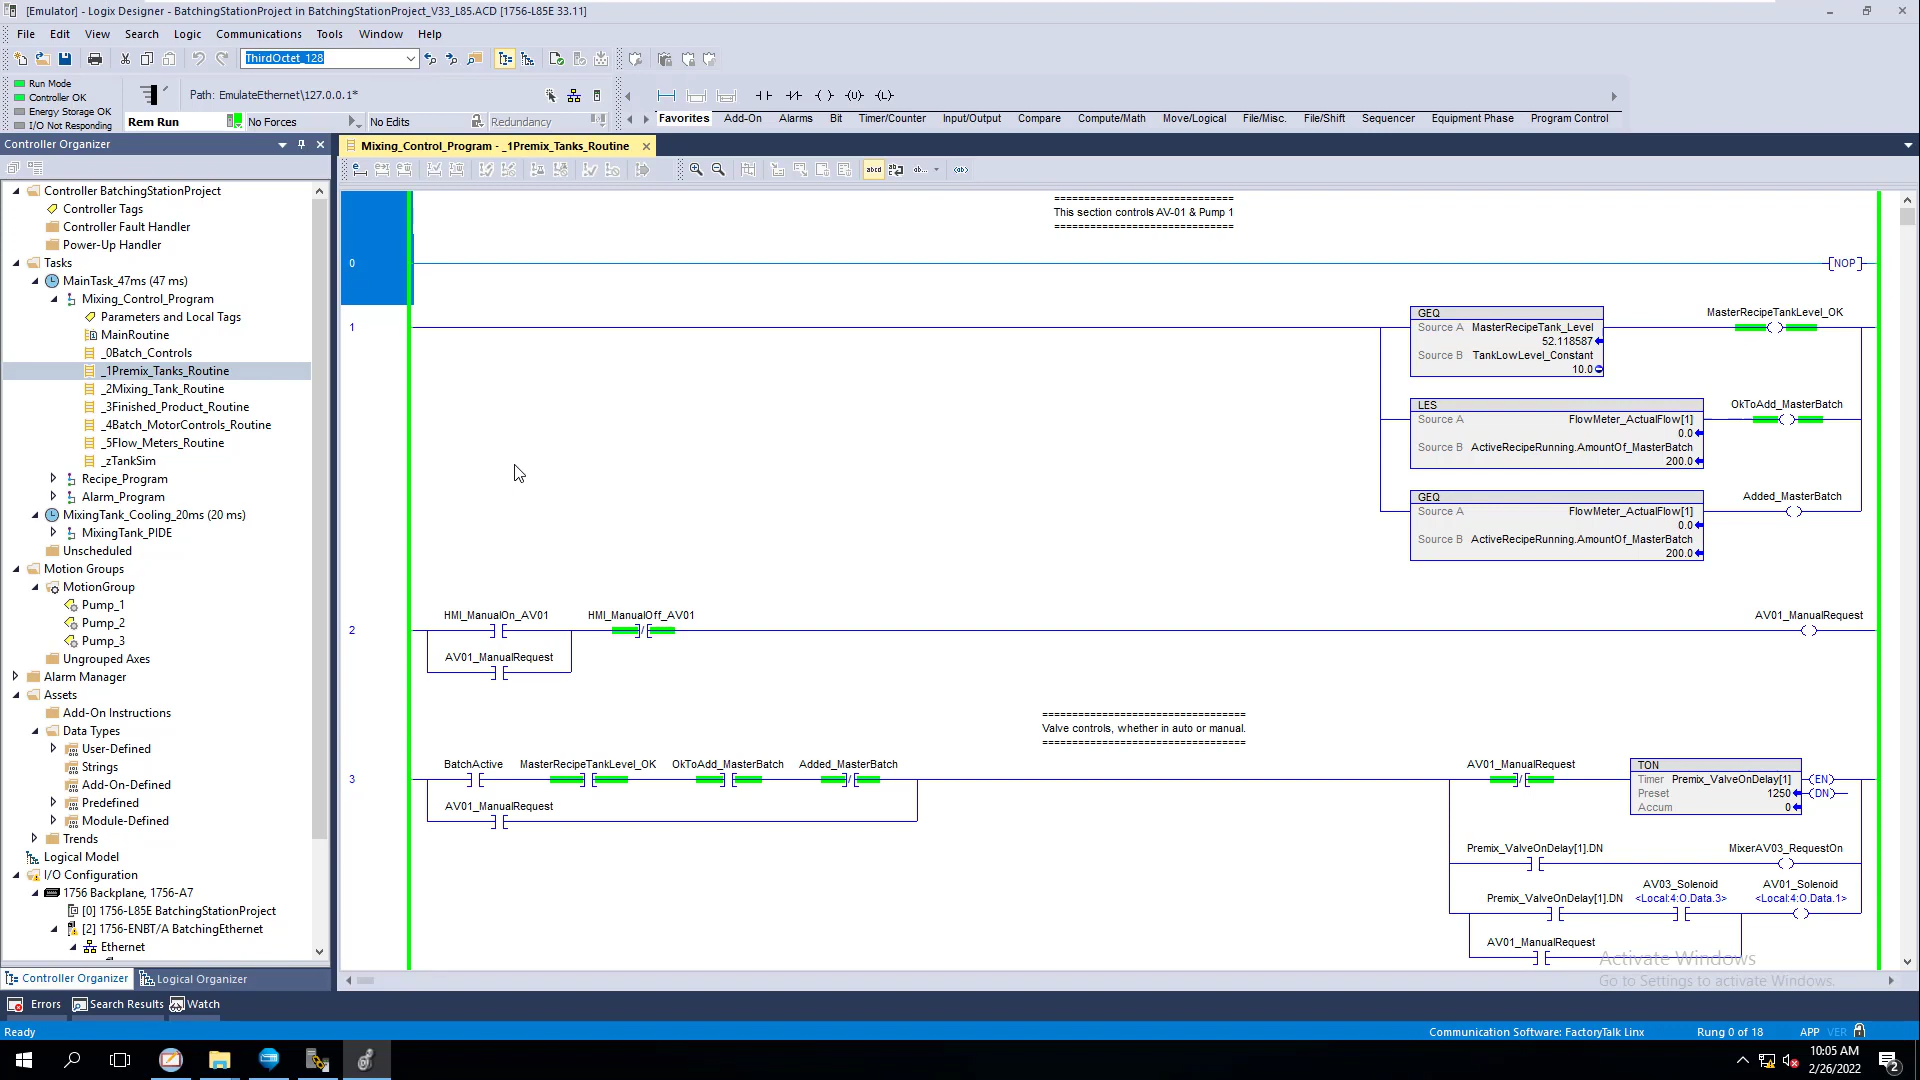 [Emulator] - Logix Designer - BatchingStationProject in BatchingStationProject_V33_L85.ACD [1756-L85E 33.11]
File Edit View Search Logic Communications Tools Window Help
ThirdOctet_128
Run Mode
Controller OK
Energy Storage OK
I/O Not Responding
Path: EmulateEthernet\127.0.0.1*
Rem Run No Forces No Edits Redundancy
Favorites Add-On Alarms Bit Timer/Counter Input/Output Compare Compute/Math Move/Logical File/Misc. File/Shift Sequencer Equipment Phase Program Control
Controller Organizer
Mixing_Control_Program - _1Premix_Tanks_Routine
Controller BatchingStationProject
Controller Tags
Controller Fault Handler
Power-Up Handler
Tasks
MainTask_47ms (47 ms)
Mixing_Control_Program
Parameters and Local Tags
MainRoutine
_0Batch_Controls
_1Premix_Tanks_Routine
_2Mixing_Tank_Routine
_3Finished_Product_Routine
_4Batch_MotorControls_Routine
_5Flow_Meters_Routine
_zTankSim
Recipe_Program
Alarm_Program
MixingTank_Cooling_20ms (20 ms)
MixingTank_PIDE
Unscheduled
Motion Groups
MotionGroup
Pump_1
Pump_2
Pump_3
Ungrouped Axes
Alarm Manager
Assets
Add-On Instructions
Data Types
User-Defined
Strings
Add-On-Defined
Predefined
Module-Defined
Trends
Logical Model
I/O Configuration
1756 Backplane, 1756-A7
[0] 1756-L85E BatchingStationProject
[2] 1756-ENBT/A BatchingEthernet
Ethernet
Controller Organizer Logical Organizer
==============================
This section controls AV-01 & Pump 1
==============================
0
NOP
1
GEQ
Source A MasterRecipeTank_Level
52.118587
Source B TankLowLevel_Constant
10.0
MasterRecipeTankLevel_OK
LES
Source A FlowMeter_ActualFlow[1]
0.0
Source B ActiveRecipeRunning.AmountOf_MasterBatch
200.0
OkToAdd_MasterBatch
GEQ
Source A FlowMeter_ActualFlow[1]
0.0
Source B ActiveRecipeRunning.AmountOf_MasterBatch
200.0
Added_MasterBatch
2
HMI_ManualOn_AV01 HMI_ManualOff_AV01 AV01_ManualRequest
AV01_ManualRequest
==================================
Valve controls, whether in auto or manual.
==================================
3
BatchActive MasterRecipeTankLevel_OK OkToAdd_MasterBatch Added_MasterBatch AV01_ManualRequest
AV01_ManualRequest
TON
Timer Premix_ValveOnDelay[1]
Preset 1250
Accum 0
EN
DN
Premix_ValveOnDelay[1].DN MixerAV03_RequestOn
Premix_ValveOnDelay[1].DN AV03_Solenoid <Local:4:O.Data.3> AV01_Solenoid <Local:4:O.Data.1>
AV01_ManualRequest
Activate Windows
Go to Settings to activate Windows.
Errors Search Results Watch
Ready
Communication Software: FactoryTalk Linx Rung 0 of 18 APP VER
10:05 AM
2/26/2022
2